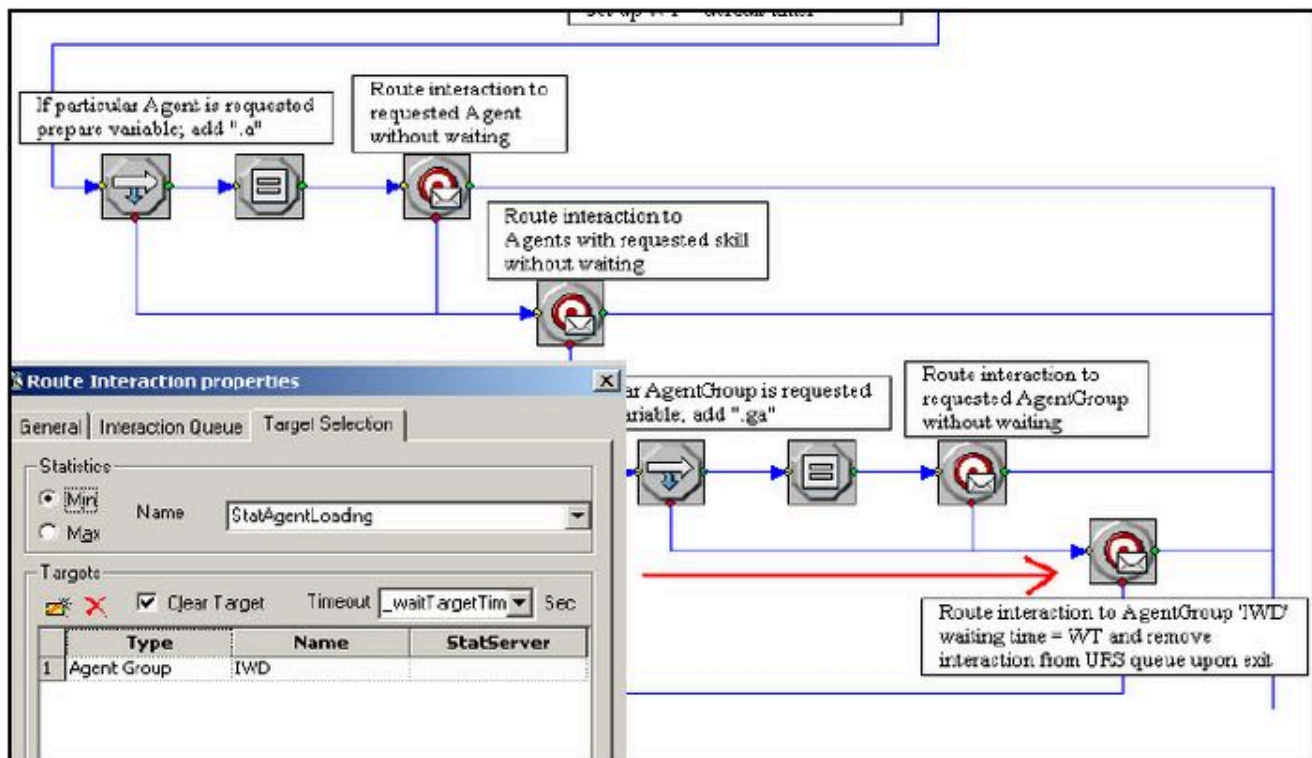 If particular Agent is requested
prepare variable; add ".a"
Route interaction to
requested Agent
without waiting
Route interaction to
Agents with requested skill
without waiting
Route Interaction properties
General
Interaction Queue
Target Selection
ar AgentGroup is requested
ariable, add ".ga"
Route interaction to
requested AgentGroup
without waiting
Statistics
Min
Max
Name
StatAgentLoading
Targets
Clear Target
Timeout
_waitTargetTim
Sec
Type Name StatServer
1 Agent Group IWD
Route interaction to AgentGroup 'IWD'
waiting time = WT and remove
interaction from URS queue upon exit